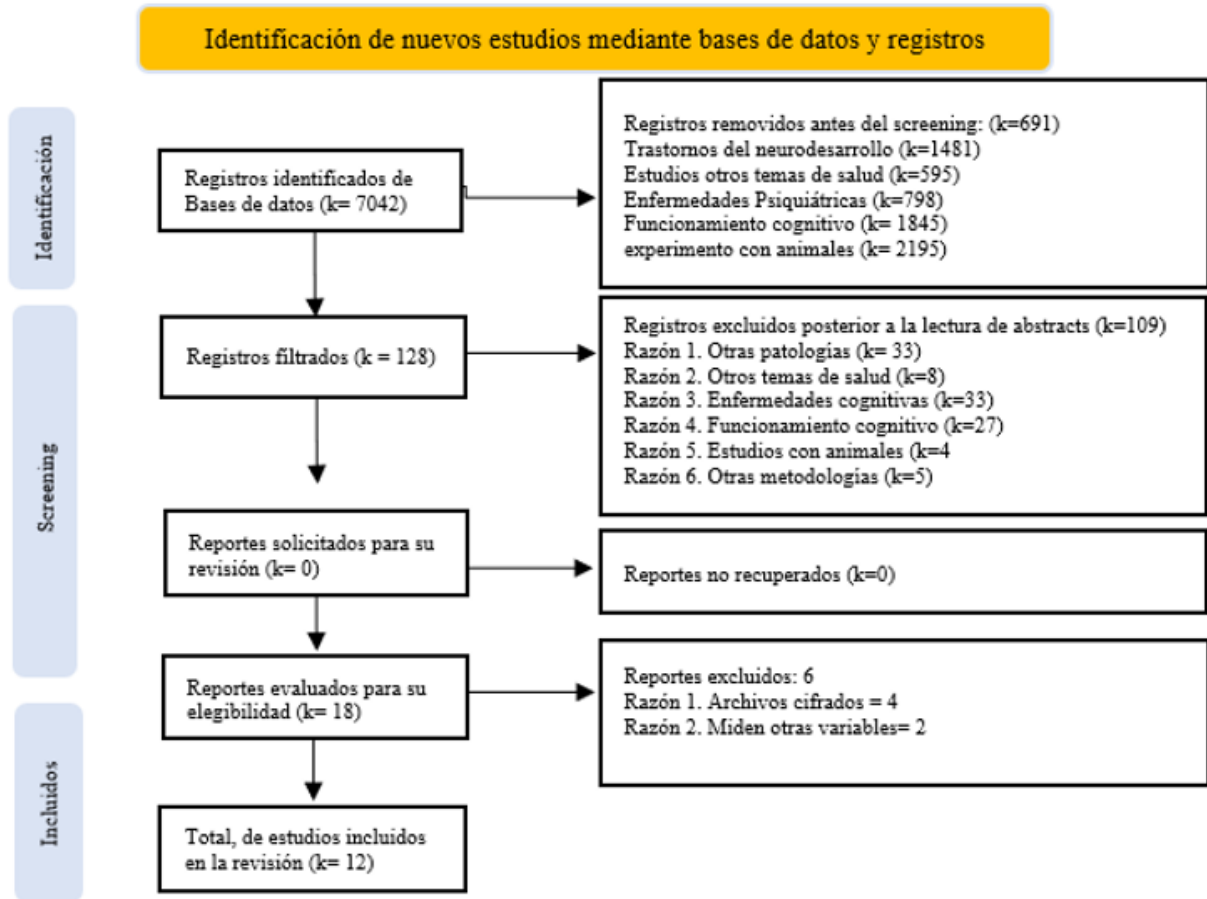 Identificación de nuevos estudios mediante bases de datos y registros
Identificación
Registros identificados de
Bases de datos (k= 7042)
Registros removidos antes del screening: (k=691)
Trastornos del neurodesarrollo (k=1481)
Estudios otros temas de salud (k=595)
Enfermedades Psiquiátricas (k=798)
Funcionamiento cognitivo (k= 1845)
experimento con animales (k= 2195)
Screening
Registros filtrados (k = 128)
Registros excluidos posterior a la lectura de abstracts (k=109)
Razón 1. Otras patologías (k= 33)
Razón 2. Otros temas de salud (k=8)
Razón 3. Enfermedades cognitivas (k=33)
Razón 4. Funcionamiento cognitivo (k=27)
Razón 5. Estudios con animales (k=4
Razón 6. Otras metodologías (k=5)
Reportes solicitados para su
revisión (k= 0)
Reportes no recuperados (k=0)
Reportes evaluados para su
elegibilidad (k= 18)
Reportes excluidos: 6
Razón 1. Archivos cifrados = 4
Razón 2. Miden otras variables= 2
Incluidos
Total, de estudios incluidos
en la revisión (k= 12)